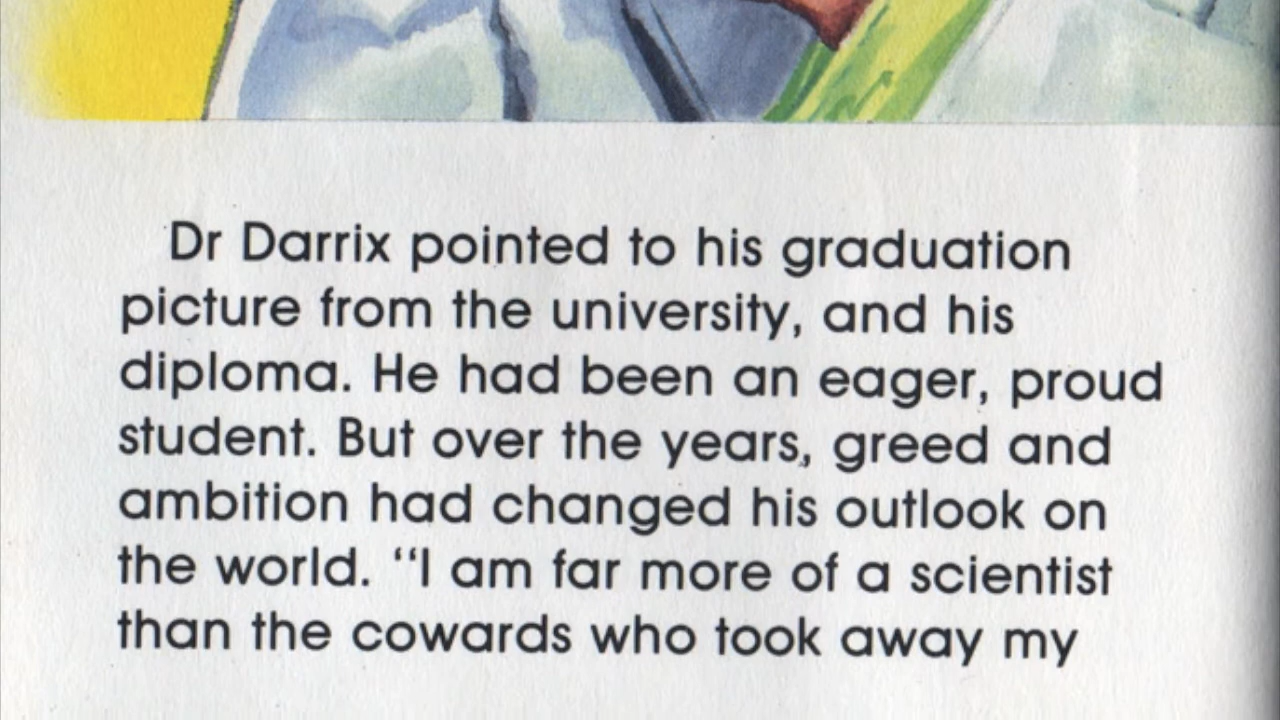 Dr Darrix pointed to his graduation
picture from the university, and his
diploma. He had been an eager, proud
student. But over the years, greed and
ambition had changed his outlook on
the world. “I am far more of a scientist
than the cowards who took away my